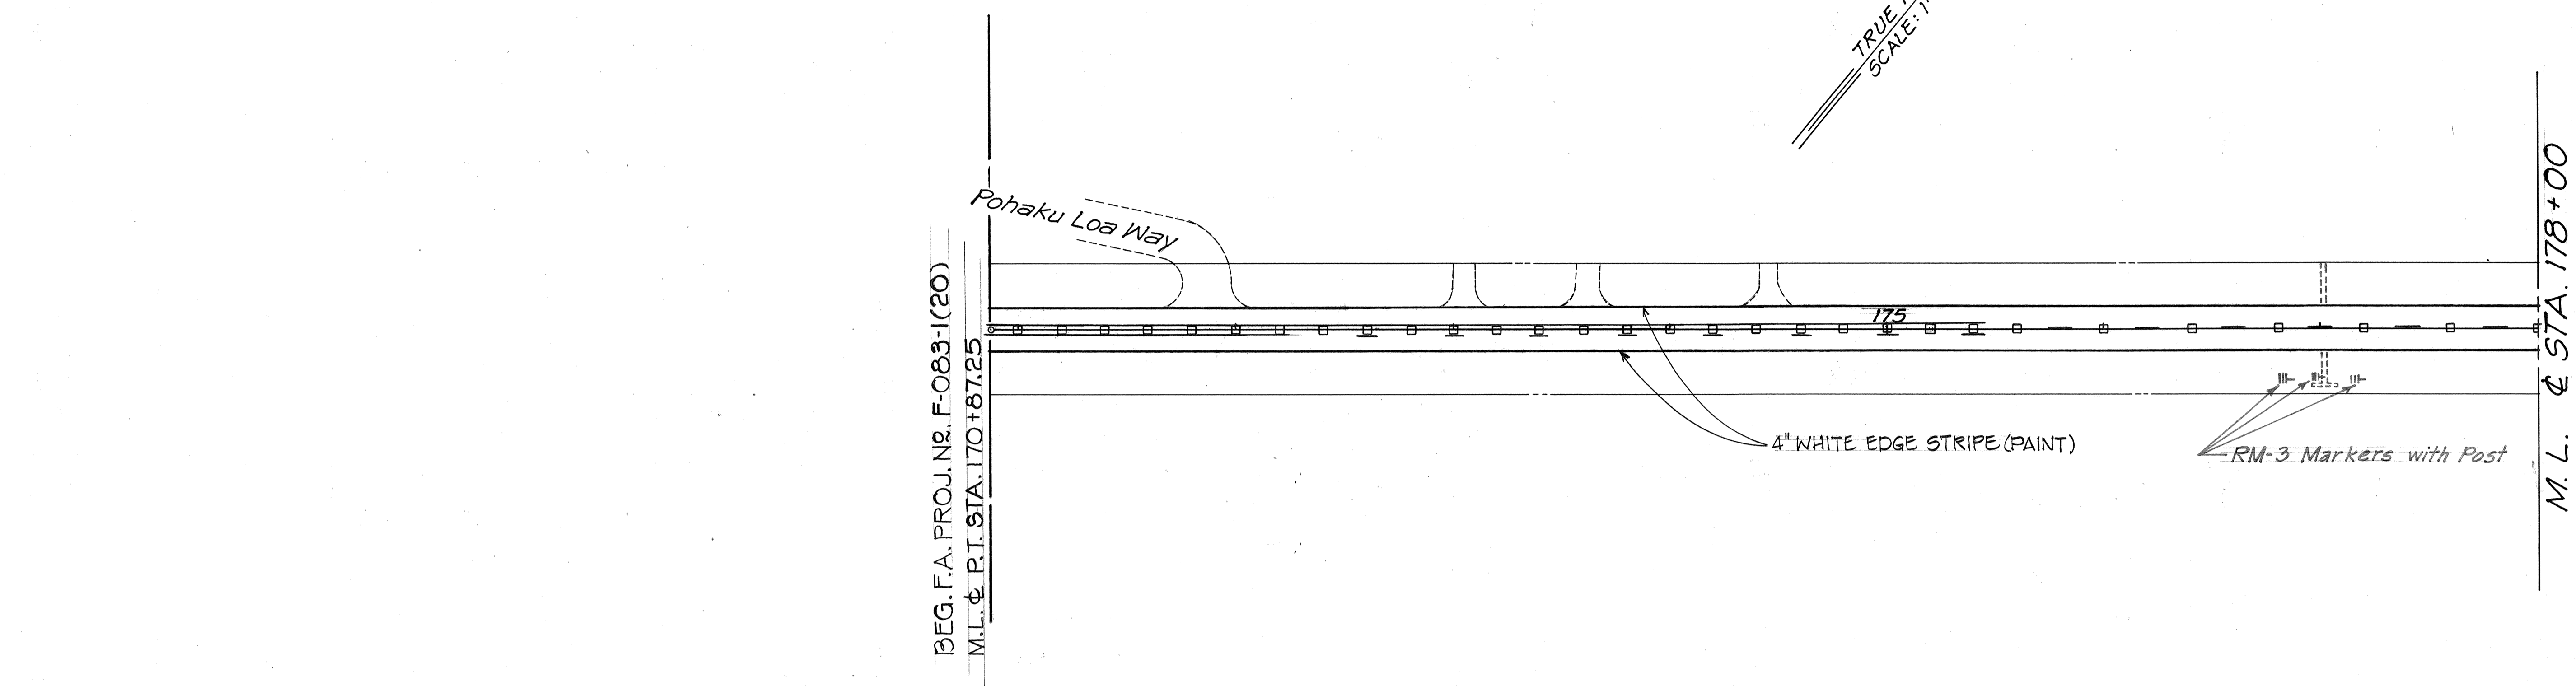 TRUE
SCALE: 1"
Pohaku Loa Way
BEG. F.A. PROJ. No. F-083-1(20)
M.L. ℄ P.T. STA. 170+87.25
175
4" WHITE EDGE STRIPE (PAINT)
RM-3 Markers with Post
M. L. ℄ STA. 178+00